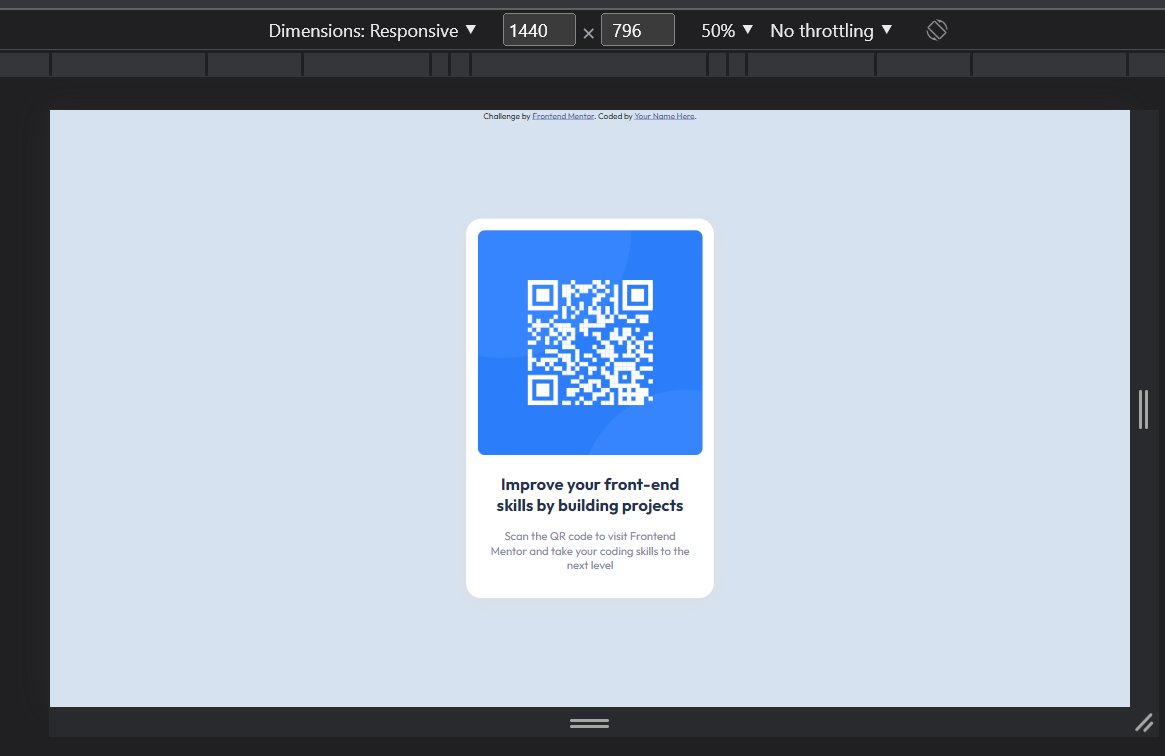 Dimensions: Responsive ▼ 1440 × 796 50% ▼ No throttling ▼
Challenge by Frontend Mentor. Coded by Your Name Here.
Improve your front-end
skills by building projects
Scan the QR code to visit Frontend
Mentor and take your coding skills to the
next level